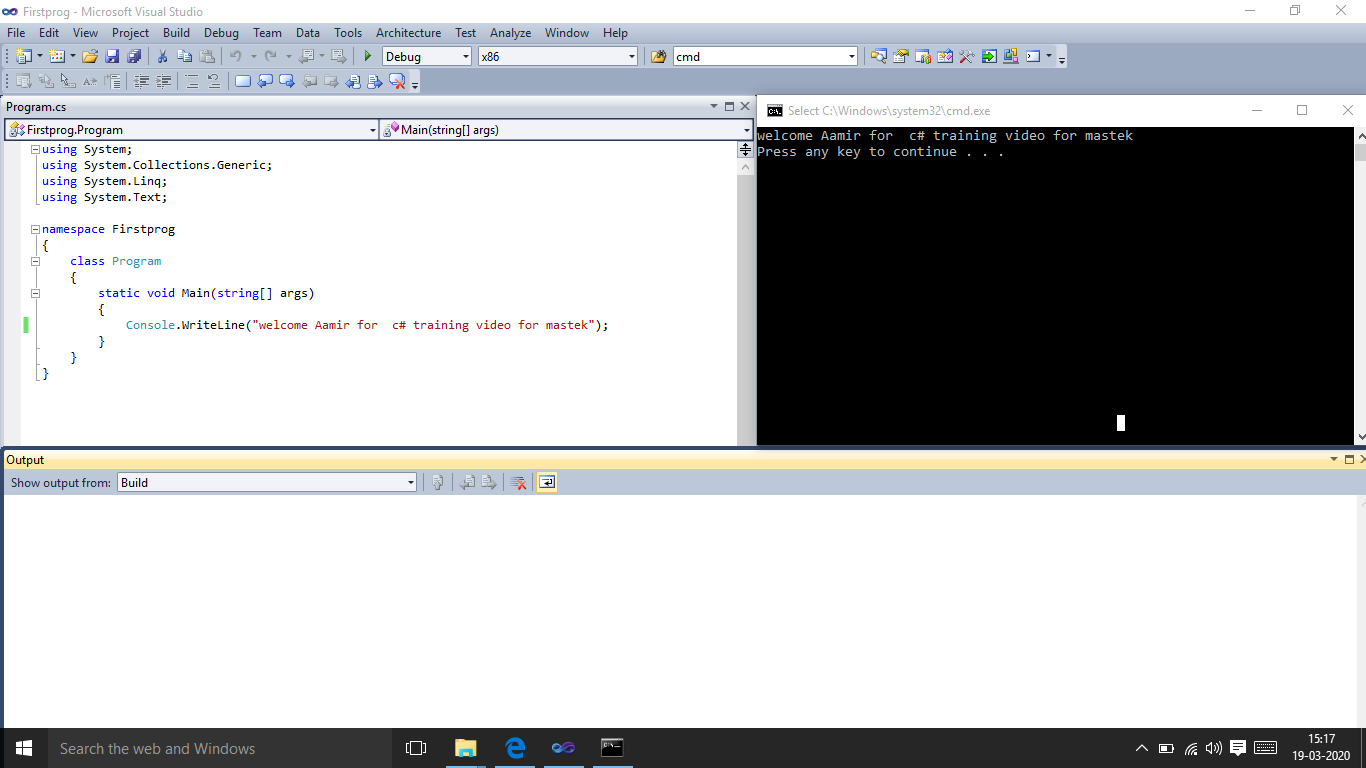 Firstprog - Microsoft Visual Studio
File Edit View Project Build Debug Team Data Tools Architecture Test Analyze Window Help
Debug x86 cmd
Program.cs
Firstprog.Program Main(string[] args)
using System;
using System.Collections.Generic;
using System.Linq;
using System.Text;
namespace Firstprog
{
class Program
{
static void Main(string[] args)
{
Console.WriteLine("welcome Aamir for  c# training video for mastek");
}
}
}
Select C:\Windows\system32\cmd.exe
welcome Aamir for  c# training video for mastek
Press any key to continue . . .
Output
Show output from: Build
Search the web and Windows
15:17
19-03-2020